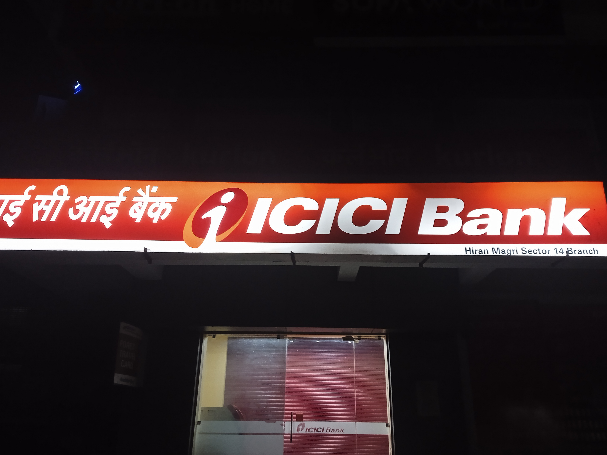 ई सी आई बैंक ICICI Bank
Hiran Magri Sector 14 Branch
ICICI Bank